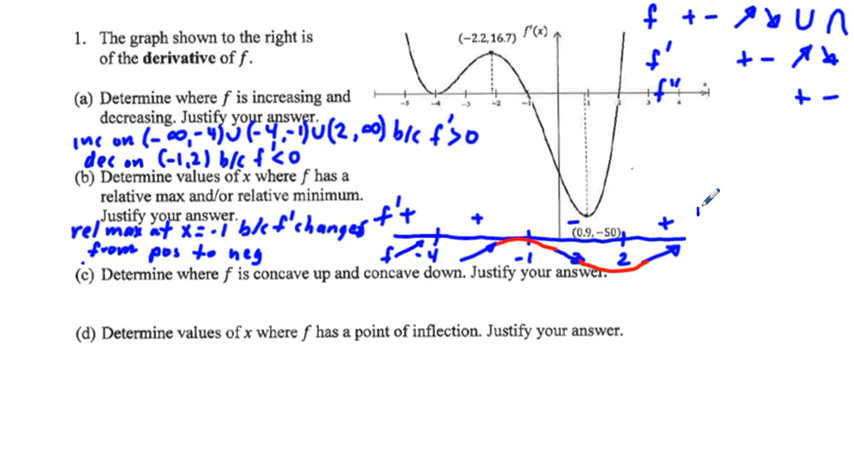 f + - ↗ ↘ ∪ ∩
f' + - ↗ ↘
f" + -
1. The graph shown to the right is
of the derivative of f.
(-2.2, 16.7) f'(x)
-5 -4 -3 -2 -1 1 2 3 4 x
(a) Determine where f is increasing and
decreasing. Justify your answer.
inc on (-∞,-4)∪(-4,-1)∪(2,∞) b/c f'>0
dec on (-1,2) b/c f'<0
(b) Determine values of x where f has a
relative max and/or relative minimum.
Justify your answer.
rel max at x=-1 b/c f' changes
from pos to neg
f' + + - +
(0.9, -50)
f -4 -1 2
(c) Determine where f is concave up and concave down. Justify your answer.
(d) Determine values of x where f has a point of inflection. Justify your answer.